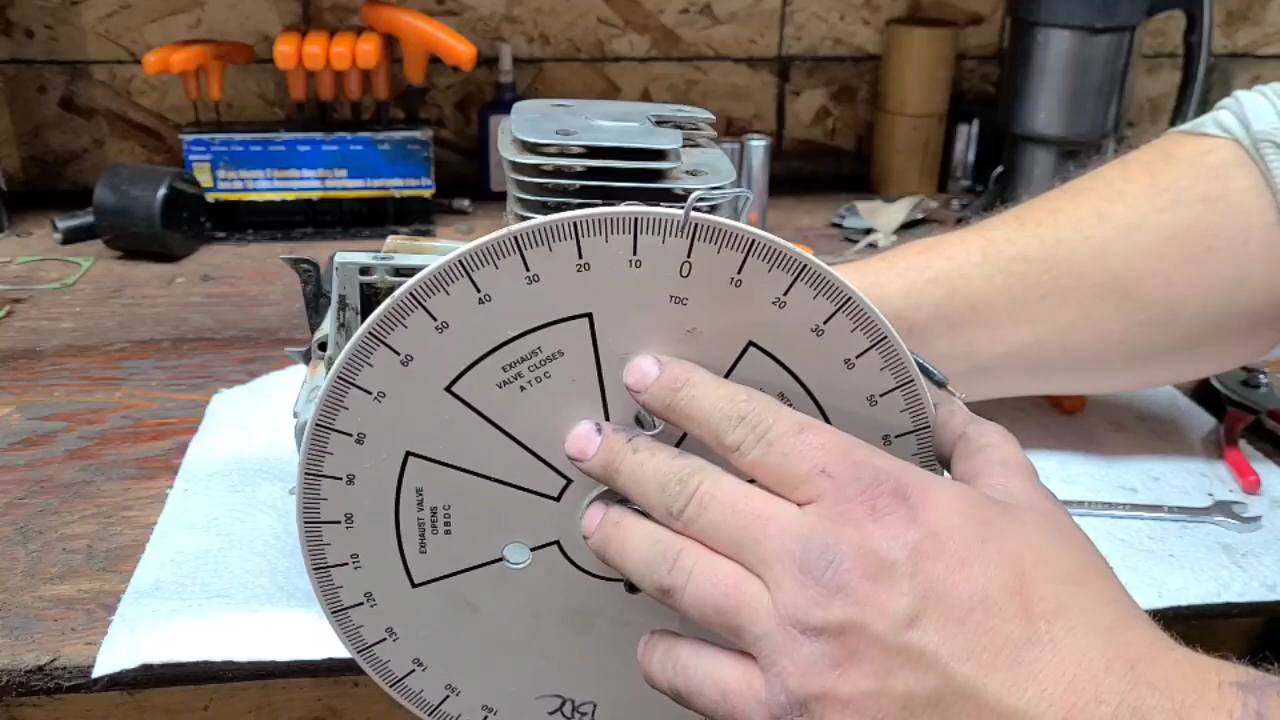 40
30
20
10
0
10
20
30
40
50
60
50
60
70
80
90
100
110
120
130
140
150
160
TDC
EXHAUST
VALVE CLOSES
A T D C
EXHAUST VALVE
OPENS
B B D C
BDC